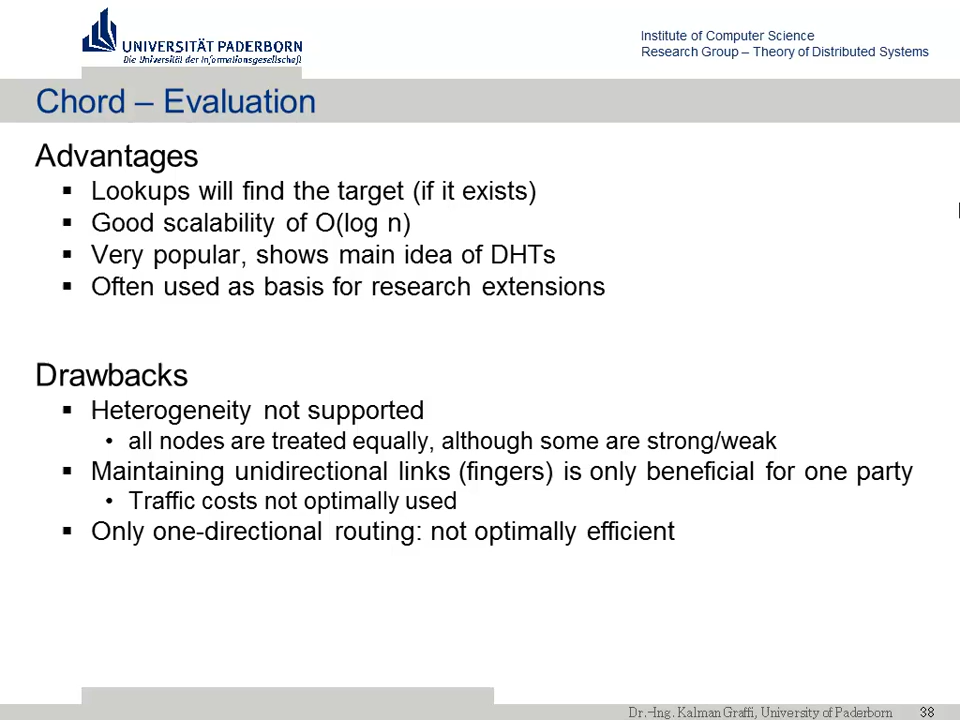 UNIVERSITÄT PADERBORN
Die Universität der Informationsgesellschaft
Institute of Computer Science
Research Group – Theory of Distributed Systems
Chord – Evaluation
Advantages
▪ Lookups will find the target (if it exists)
▪ Good scalability of O(log n)
▪ Very popular, shows main idea of DHTs
▪ Often used as basis for research extensions
Drawbacks
▪ Heterogeneity not supported
• all nodes are treated equally, although some are strong/weak
▪ Maintaining unidirectional links (fingers) is only beneficial for one party
• Traffic costs not optimally used
▪ Only one-directional routing: not optimally efficient
Dr.-Ing. Kalman Graffi, University of Paderborn 38